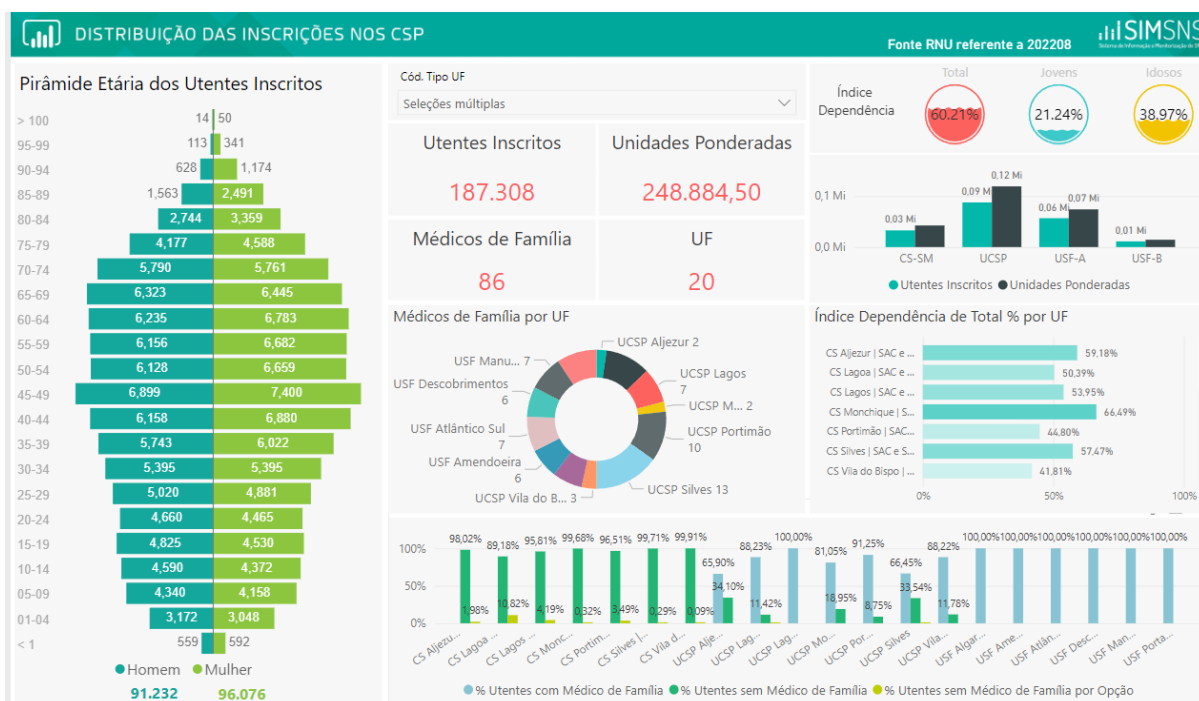 DISTRIBUIÇÃO DAS INSCRIÇÕES NOS CSP
Fonte RNU referente a 202208
SIMSNS
Pirâmide Etária dos Utentes Inscritos
> 100 14 50
95-99 113 341
90-94 628 1,174
85-89 1,563 2,491
80-84 2,744 3,359
75-79 4,177 4,588
70-74 5,790 5,761
65-69 6,323 6,445
60-64 6,235 6,783
55-59 6,156 6,682
50-54 6,128 6,659
45-49 6,899 7,400
40-44 6,158 6,880
35-39 5,743 6,022
30-34 5,395 5,395
25-29 5,020 4,881
20-24 4,660 4,465
15-19 4,825 4,530
10-14 4,590 4,372
05-09 4,340 4,158
01-04 3,172 3,048
< 1 559 592
Homem Mulher
91.232 96.076
Cód. Tipo UF
Seleções múltiplas
Utentes Inscritos
187.308
Unidades Ponderadas
248.884,50
Médicos de Família
86
UF
20
Índice
Dependência
Total
60.21%
Jovens
21.24%
Idosos
38.97%
0,1 Mi
0,0 Mi
0.03 Mi
0.09 Mi
0.12 Mi
0.06 Mi
0.07 Mi
0.01 Mi
CS-SM UCSP USF-A USF-B
Utentes Inscritos Unidades Ponderadas
Médicos de Família por UF
UCSP Aljezur 2
UCSP Lagos
7
UCSP M... 2
UCSP Portimão
10
UCSP Silves 13
UCSP Vila do B... 3
USF Amendoeira
6
USF Atlântico Sul
7
USF Descobrimentos
6
USF Manu... 7
Índice Dependência de Total % por UF
CS Aljezur | SAC e ... 59,18%
CS Lagoa | SAC e ... 50.39%
CS Lagos | SAC e ... 53,95%
CS Monchique | S... 66,49%
CS Portimão | SAC... 44,80%
CS Silves | SAC e S... 57.47%
CS Vila do Bispo | ... 41,81%
0% 50% 100%
100%
50%
0%
98,02% 89,18% 95,81% 99,68% 96,51% 99,71% 99,91% 65,90% 88,23% 100,00% 81,05% 91,25% 66,45% 88,22% 100,00% 100,00% 100,00% 100,00% 100,00% 100,00%
1,98% 10,82% 4,19% 0,32% 3,49% 0,29% 0,09% 34,10% 11,42% 18,95% 8,75% 33,54% 11,78%
CS Aljezu... CS Lagoa ... CS Lagos ... CS Monc... CS Portim... CS Silves |... CS Vila d... UCSP Alje... UCSP Lag... UCSP Lag... UCSP Mo... UCSP Por... UCSP Silves UCSP Vila... USF Algar... USF Ame... USF Atlân... USF Desc... USF Man... USF Porta...
% Utentes com Médico de Família % Utentes sem Médico de Família % Utentes sem Médico de Família por Opção